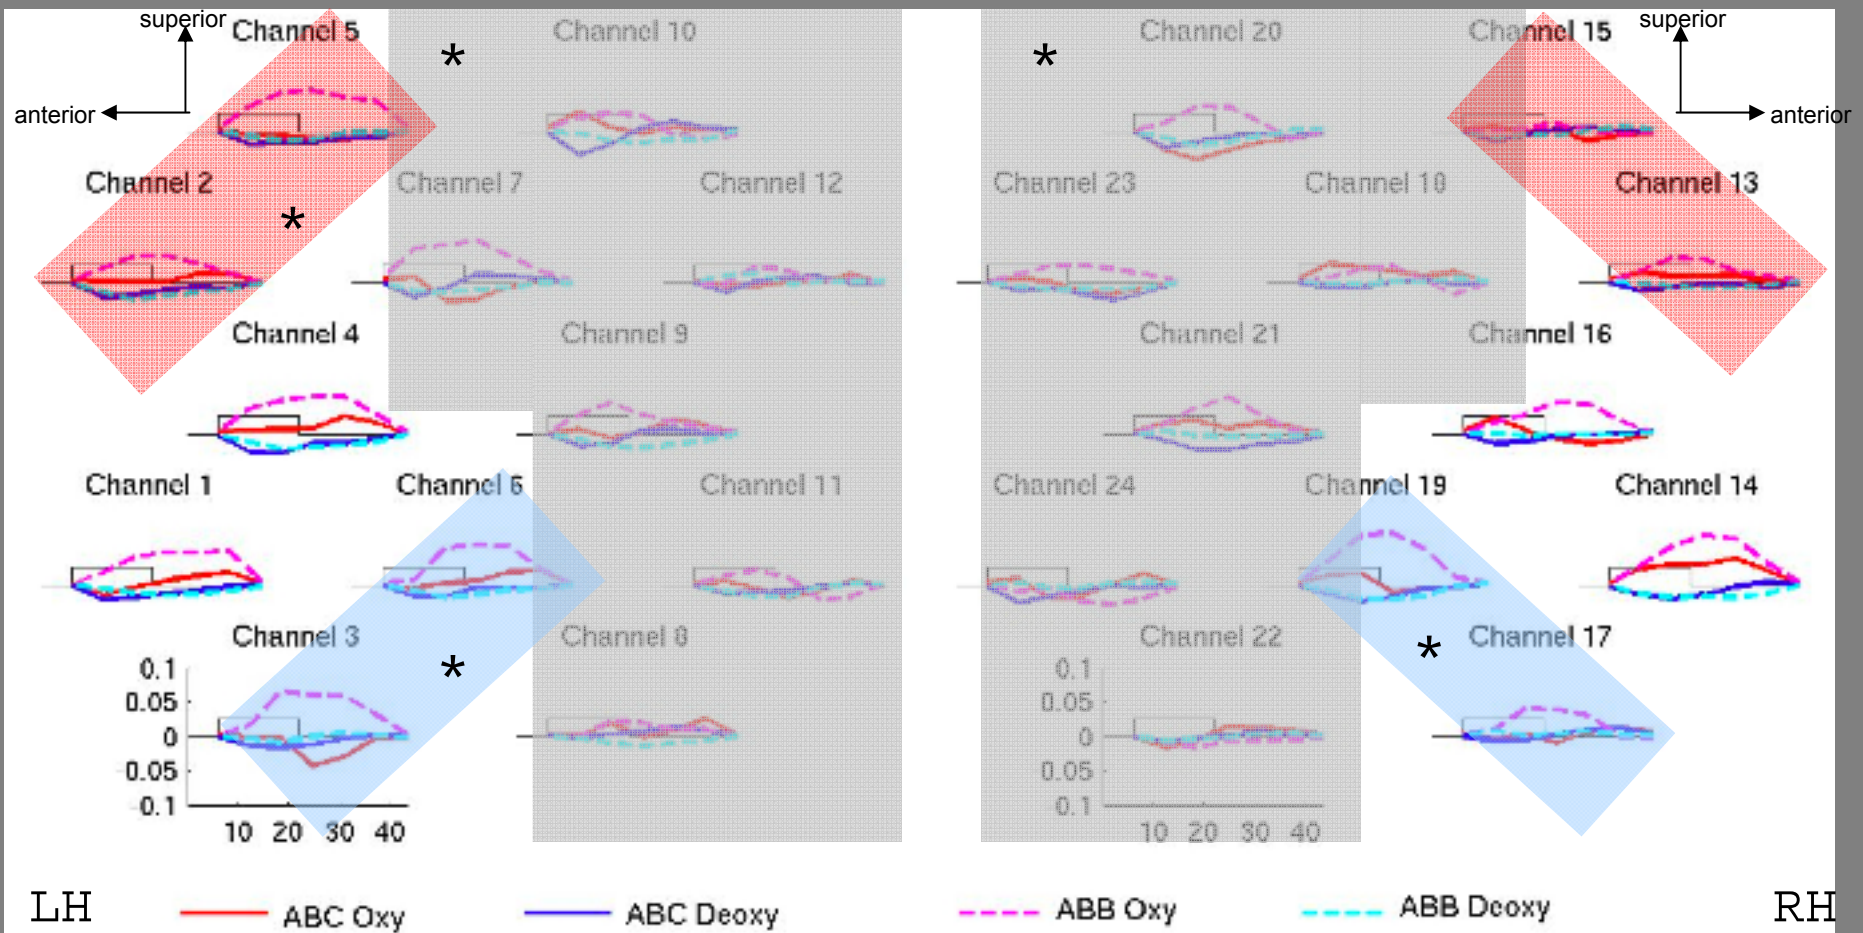 superior superior
Channel 5 Channel 10 Channel 20 Channel 15
* *
anterior anterior
Channel 2 Channel 7 Channel 12 Channel 23 Channel 10 Channel 13
*
Channel 4 Channel 9 Channel 21 Channel 16
Channel 1 Channel 6 Channel 11 Channel 24 Channel 19 Channel 14
Channel 3 Channel 8 Channel 22 Channel 17
* *
0.1 0.1
0.05 0.05
0 0
0.05 0.05
-0.1 0.1
10 20 30 40 10 20 30 40
LH ABC Oxy ABC Deoxy ABB Oxy ABB Deoxy RH